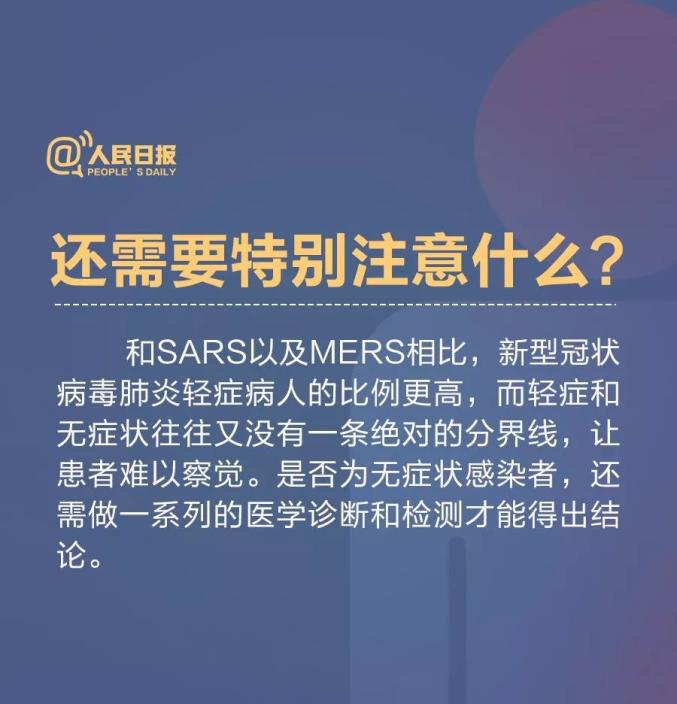 @人民日报
PEOPLE'S DAILY
还需要特别注意什么?
和SARS以及MERS相比，新型冠状
病毒肺炎轻症病人的比例更高，而轻症和
无症状往往又没有一条绝对的分界线，让
患者难以察觉。是否为无症状感染者，还
需做一系列的医学诊断和检测才能得出结
论。